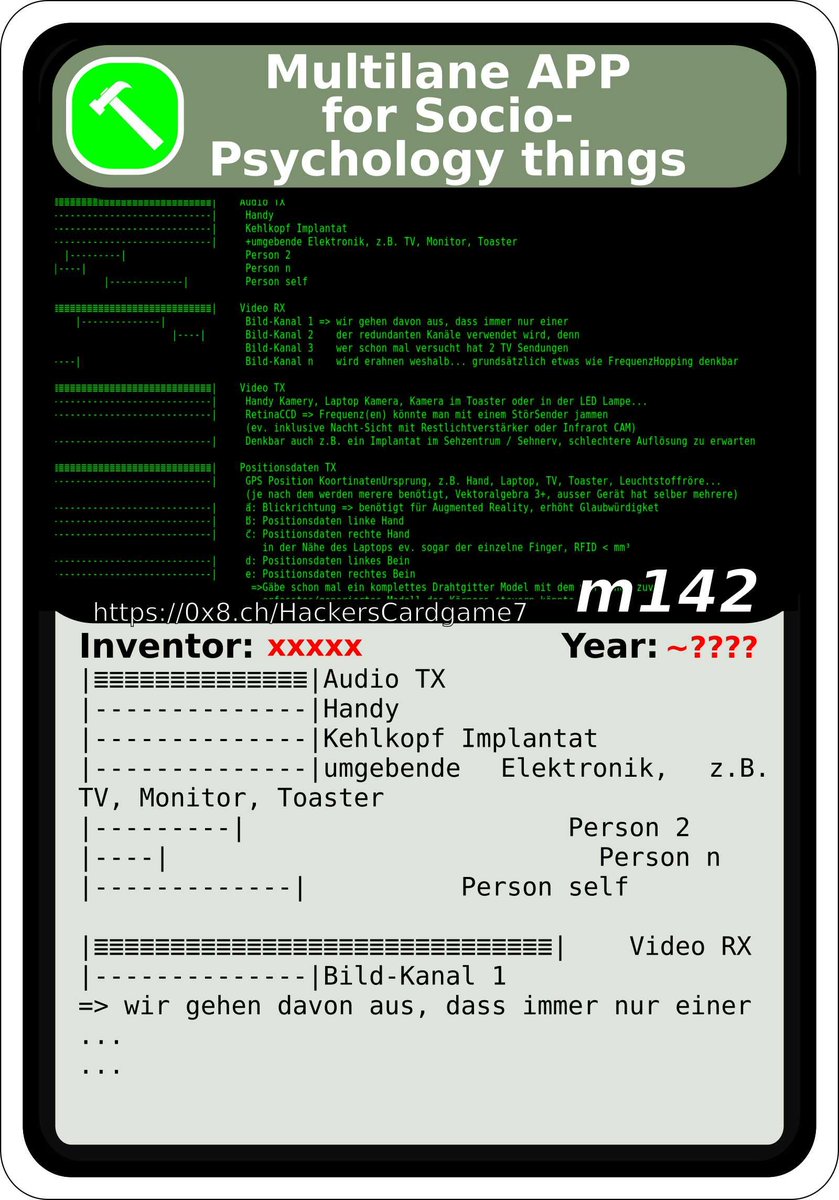 Multilane APP
for Socio-
Psychology things
≡≡≡≡≡≡≡≡≡≡≡≡≡≡≡≡≡≡≡≡≡≡≡≡≡≡≡| Audio TX
---------------------------| Handy
---------------------------| Kehlkopf Implantat
---------------------------| +umgebende Elektronik, z.B. TV, Monitor, Toaster
|---------| Person 2
|----| Person n
|-------------| Person self
≡≡≡≡≡≡≡≡≡≡≡≡≡≡≡≡≡≡≡≡≡≡≡≡≡≡≡| Video RX
|--------------| Bild-Kanal 1 => wir gehen davon aus, dass immer nur einer
|----| Bild-Kanal 2 der redundanten Kanäle verwendet wird, denn
Bild-Kanal 3 wer schon mal versucht hat 2 TV Sendungen
----| Bild-Kanal n wird erahnen weshalb... grundsätzlich etwas wie FrequenzHopping denkbar
≡≡≡≡≡≡≡≡≡≡≡≡≡≡≡≡≡≡≡≡≡≡≡≡≡≡≡| Video TX
---------------------------| Handy Kamery, Laptop Kamera, Kamera im Toaster oder in der LED Lampe...
---------------------------| RetinaCCD => Frequenz(en) könnte man mit einem StörSender jammen
(ev. inklusive Nacht-Sicht mit Restlichtverstärker oder Infrarot CAM)
---------------------------| Denkbar auch z.B. ein Implantat im Sehzentrum / Sehnerv, schlechtere Auflösung zu erwarten
≡≡≡≡≡≡≡≡≡≡≡≡≡≡≡≡≡≡≡≡≡≡≡≡≡≡≡| Positionsdaten TX
---------------------------| GPS Position KoortinatenUrsprung, z.B. Hand, Laptop, TV, Toaster, Leuchtstoffröre...
(je nach dem werden merere benötigt, Vektoralgebra 3+, ausser Gerät hat selber mehrere)
---------------------------| a⃗: Blickrichtung => benötigt für Augmented Reality, erhöht Glaubwürdigket
---------------------------| b⃗: Positionsdaten linke Hand
---------------------------| c⃗: Positionsdaten rechte Hand
in der Nähe des Laptops ev. sogar der einzelne Finger, RFID < mm³
---------------------------| d: Positionsdaten linkes Bein
---------------------------| e: Positionsdaten rechtes Bein
=>Gäbe schon mal ein komplettes Drahtgitter Model mit dem
m142
https://0x8.ch/HackersCardgame7
Inventor: xxxxx Year: ~????
|≡≡≡≡≡≡≡≡≡≡≡≡≡≡|Audio TX
|--------------|Handy
|--------------|Kehlkopf Implantat
|--------------|umgebende Elektronik, z.B.
TV, Monitor, Toaster
|---------| Person 2
|----| Person n
|-------------| Person self
|≡≡≡≡≡≡≡≡≡≡≡≡≡≡≡≡≡≡≡≡≡≡≡≡≡≡≡≡≡≡| Video RX
|--------------|Bild-Kanal 1
=> wir gehen davon aus, dass immer nur einer
...
...